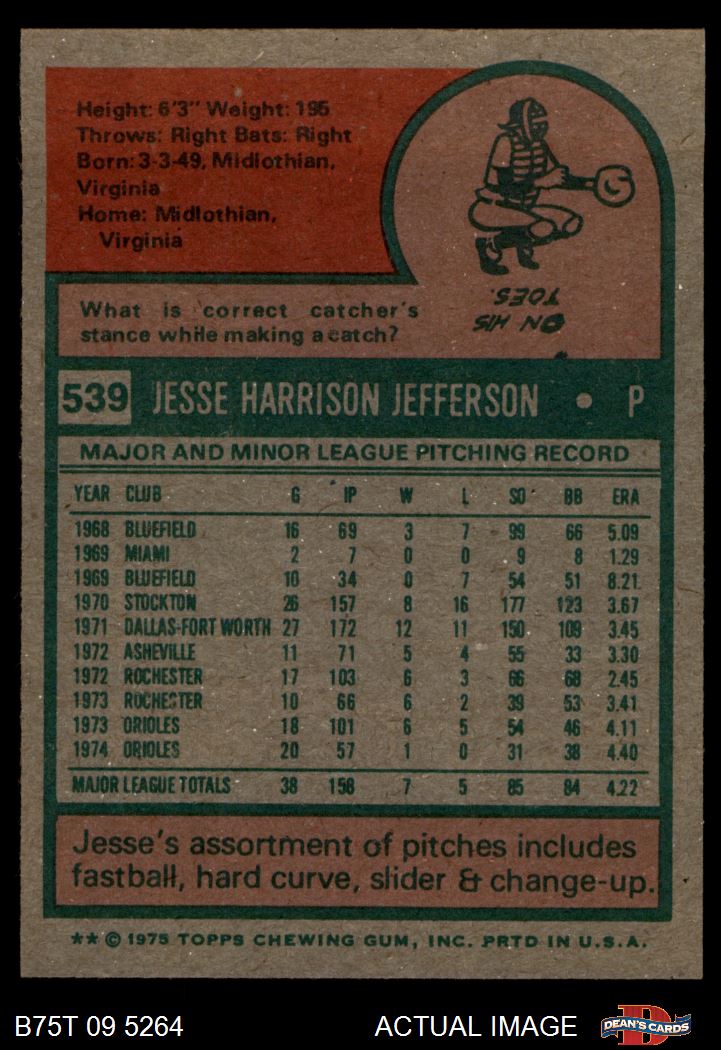 Height: 6'3" Weight: 195
Throws: Right Bats: Right
Born: 3-3-49, Midlothian,
Virginia
Home: Midlothian,
Virginia
ON HIS
TOES.
What is correct catcher's
stance while making a catch?
539 JESSE HARRISON JEFFERSON • P
MAJOR AND MINOR LEAGUE PITCHING RECORD
YEAR CLUB G IP W L SO BB ERA
1968 BLUEFIELD 16 69 3 7 99 66 5.09
1969 MIAMI 2 7 0 0 9 8 1.29
1969 BLUEFIELD 10 34 0 7 54 51 8.21
1970 STOCKTON 26 157 8 16 177 123 3.67
1971 DALLAS-FORT WORTH 27 172 12 11 150 109 3.45
1972 ASHEVILLE 11 71 5 4 55 33 3.30
1972 ROCHESTER 17 103 6 3 66 68 2.45
1973 ROCHESTER 10 66 6 2 39 53 3.41
1973 ORIOLES 18 101 6 5 54 46 4.11
1974 ORIOLES 20 57 1 0 31 38 4.40
MAJOR LEAGUE TOTALS 38 158 7 5 85 84 4.22
Jesse's assortment of pitches includes
fastball, hard curve, slider & change-up.
** © 1975 TOPPS CHEWING GUM, INC. PRTD IN U.S.A.
B75T 09 5264 ACTUAL IMAGE DEAN'S CARDS